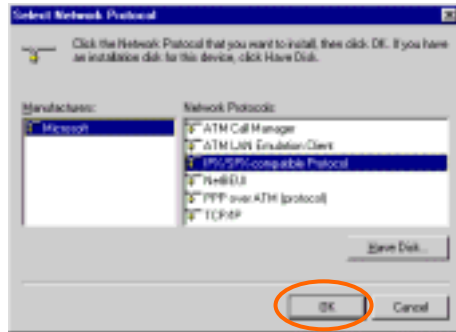 Select Network Protocol
Click the Network Protocol that you want to install, then click OK. If you have
an installation disk for this device, click Have Disk.
Manufacturers:
Network Protocols:
Microsoft
ATM Call Manager
ATM LAN Emulation Client
IPX/SPX-compatible Protocol
NetBEUI
PPP over ATM (protocol)
TCP/IP
Have Disk...
OK
Cancel